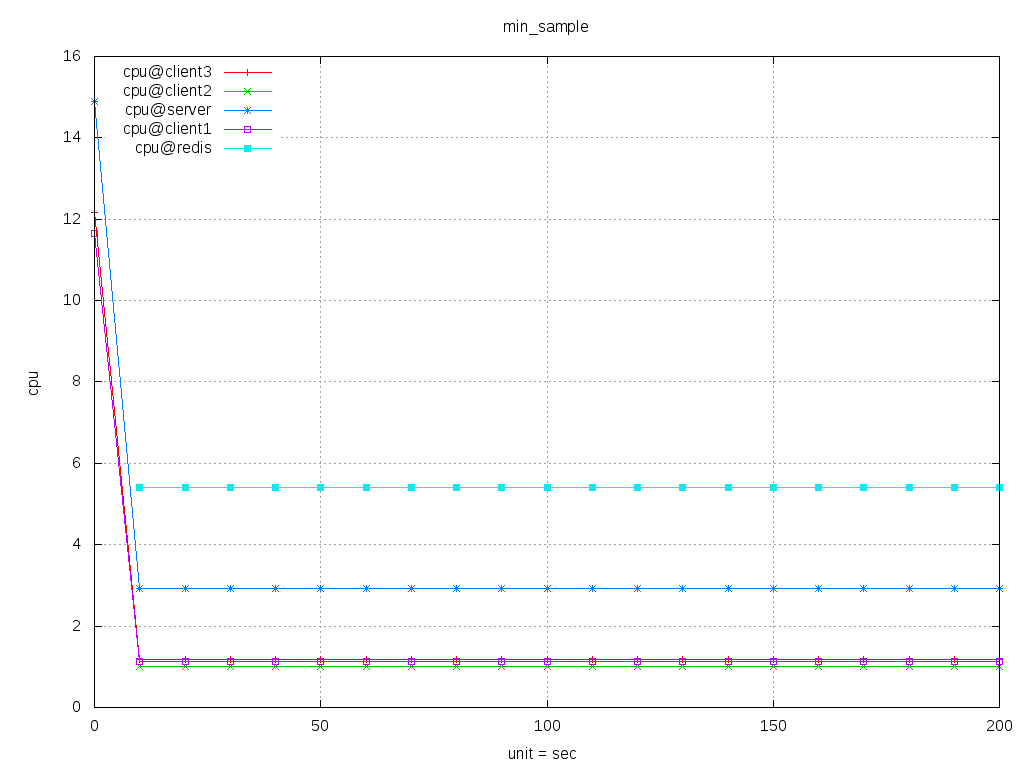 min_sample
16
14
12
10
8
6
4
2
0
cpu
cpu@client3
cpu@client2
cpu@server
cpu@client1
cpu@redis
0 50 100 150 200
unit = sec